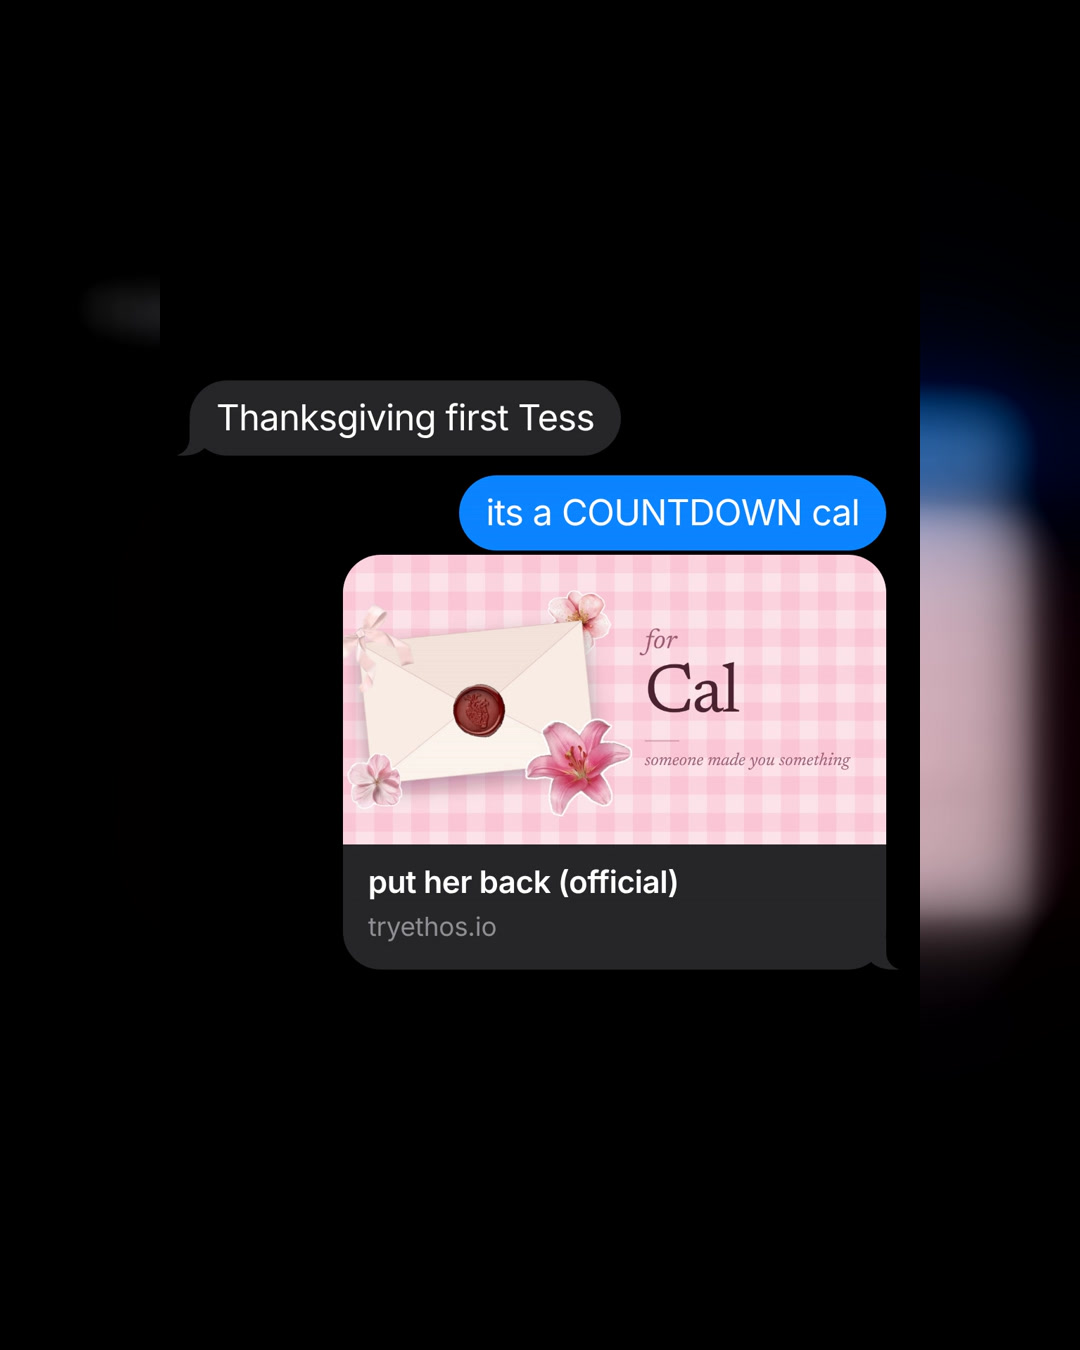 Thanksgiving first Tess
its a COUNTDOWN cal
for
Cal
someone made you something
put her back (official)
tryethos.io